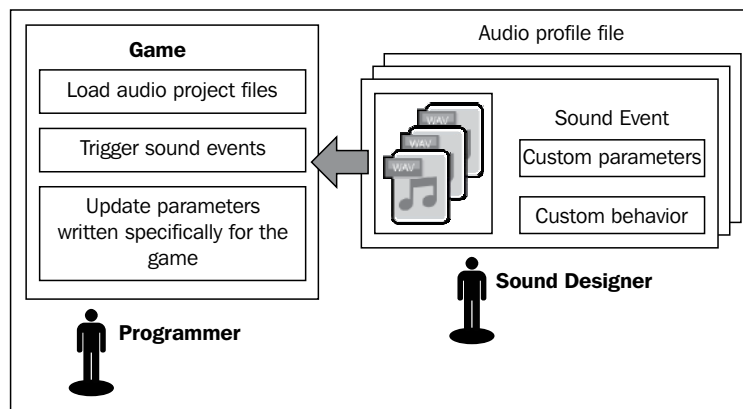 Game
Load audio project files
Trigger sound events
Update parameters
written specifically for the
game
Programmer
Audio profile file
WAV
WAV
WAV
Sound Event
Custom parameters
Custom behavior
Sound Designer